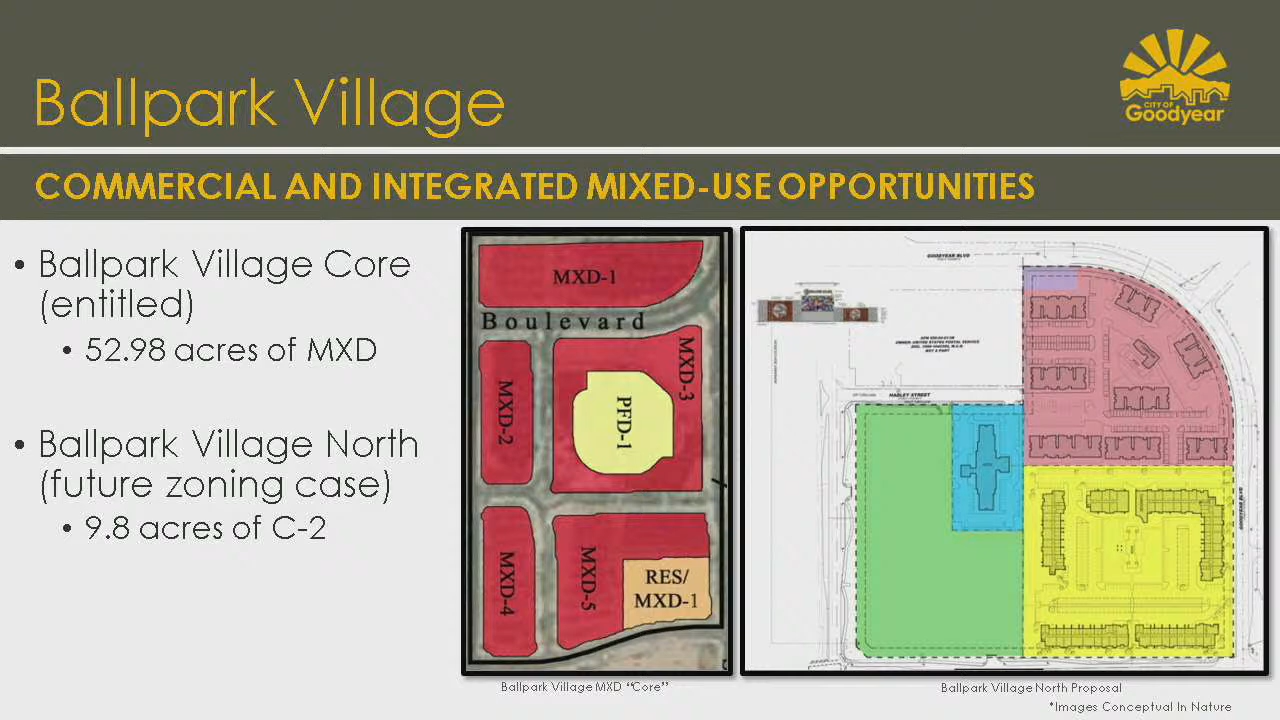 Ballpark Village
CITY OF
Goodyear
COMMERCIAL AND INTEGRATED MIXED-USE OPPORTUNITIES
• Ballpark Village Core
(entitled)
• 52.98 acres of MXD
• Ballpark Village North
(future zoning case)
• 9.8 acres of C-2
MXD-1
Boulevard
MXD-2
MXD-3
PFD-1
MXD-4
MXD-5
RES/
MXD-1
Ballpark Village MXD “Core”
GOODYEAR BLVD
HARLEY STREET
Ballpark Village North Proposal
*Images Conceptual In Nature